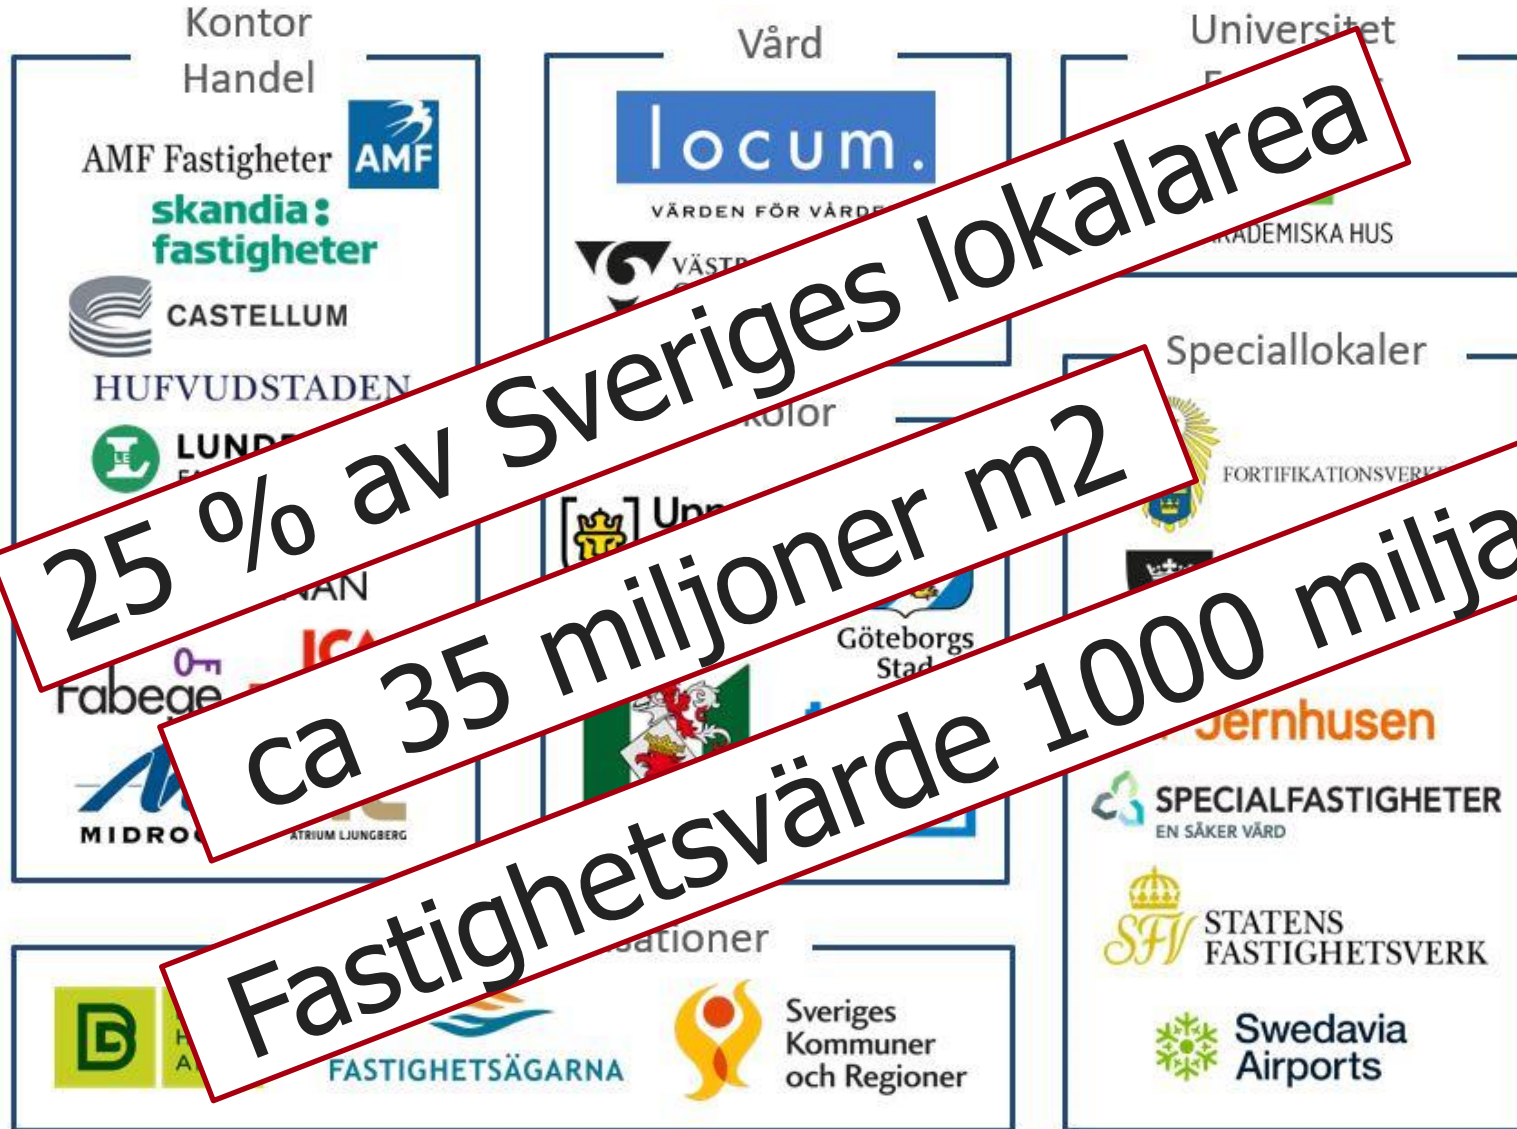 Kontor
Handel
AMF Fastigheter AMF
skandia:
fastigheter
CASTELLUM
HUFVUDSTADEN
Fabege
MIDROC
ATRIUM LJUNGBERG
Vård
locum.
VÄRDEN FÖR VÅRDE
Göteborgs
Stad
Universitet
AKADEMISKA HUS
Speciallokaler
FORTIFIKATIONSVERK
Jernhusen
SPECIALFASTIGHETER
EN SÄKER VÄRD
SFV STATENS
FASTIGHETSVERK
Swedavia
Airports
FASTIGHETSÄGARNA
Sveriges
Kommuner
och Regioner
25 % av Sveriges lokalarea
ca 35 miljoner m2
Fastighetsvärde 1000 milja